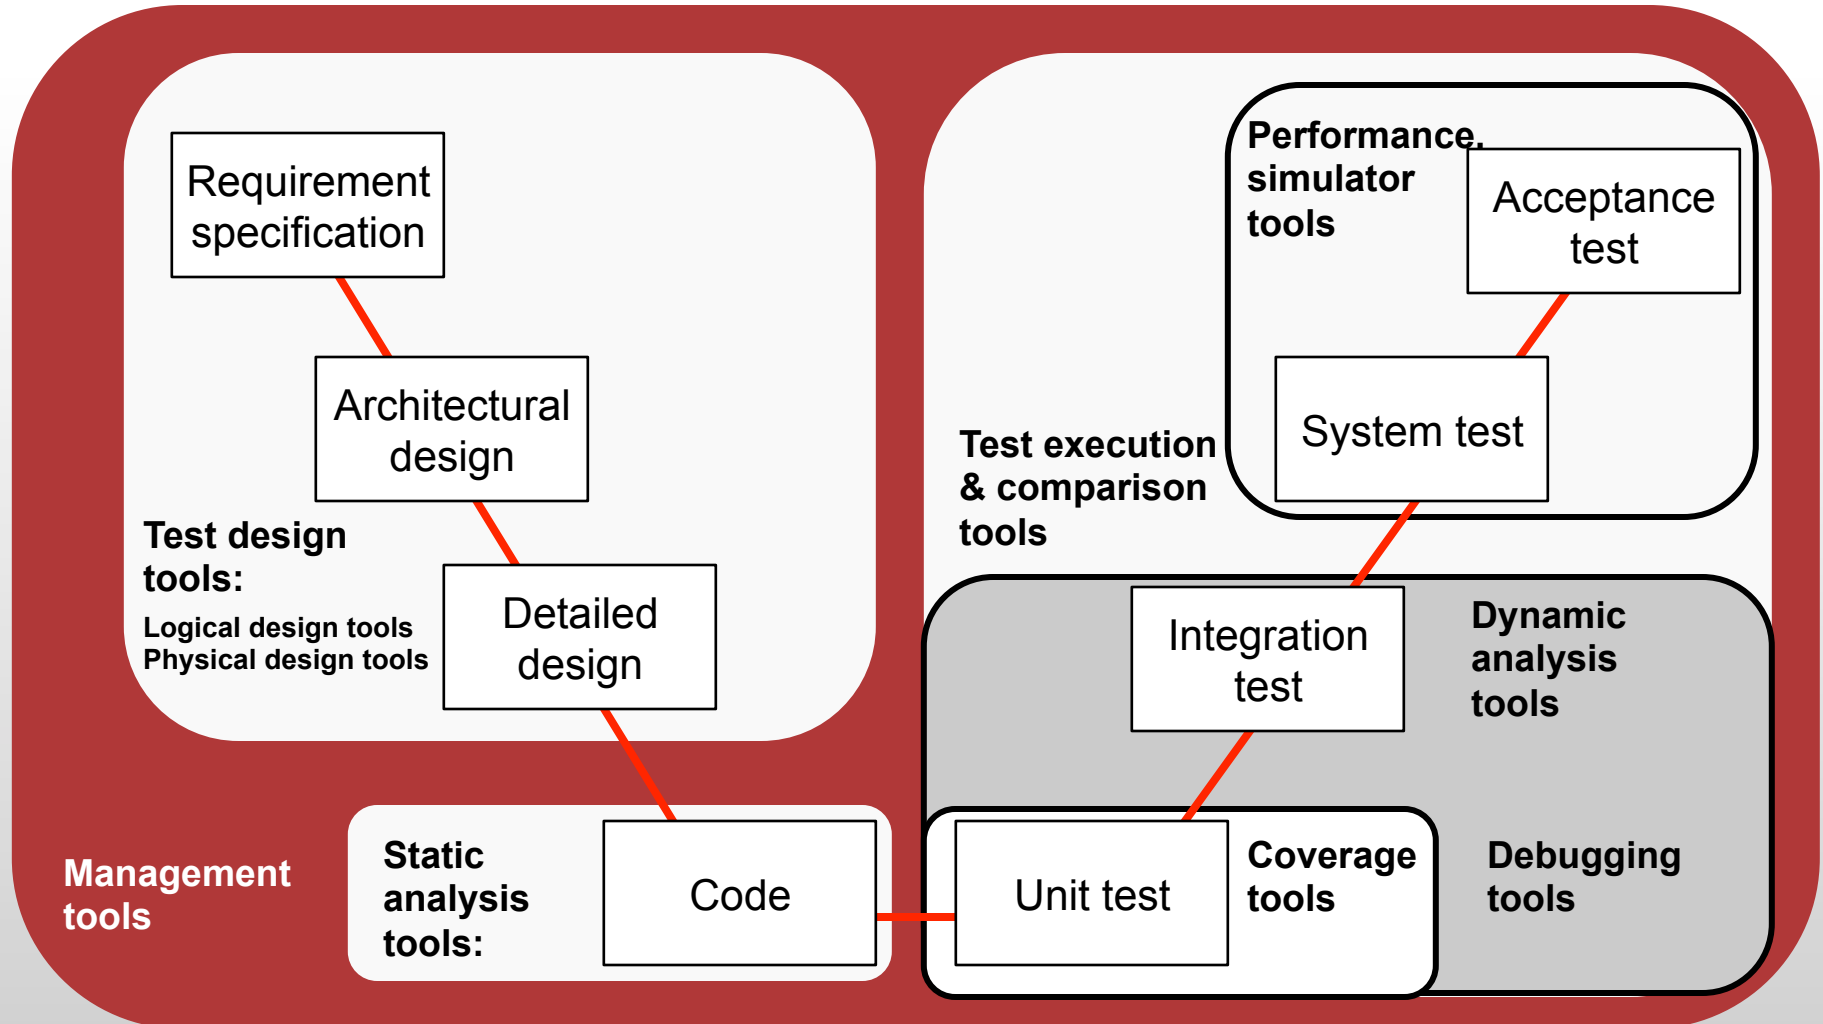 Requirement
specification
Architectural
design
Test design
tools:
Logical design tools
Physical design tools
Detailed
design
Management
tools
Static
analysis
tools:
Code
Performance,
simulator
tools
Acceptance
test
System test
Test execution
& comparison
tools
Integration
test
Dynamic
analysis
tools
Unit test
Coverage
tools
Debugging
tools